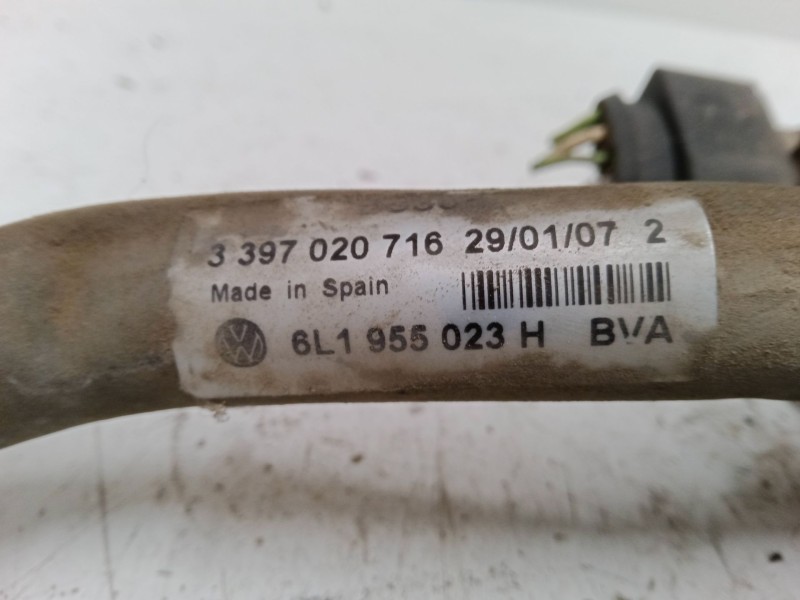 3 397 020 716 29/01/07 2
Made in Spain
6L1 955 023 H BVA